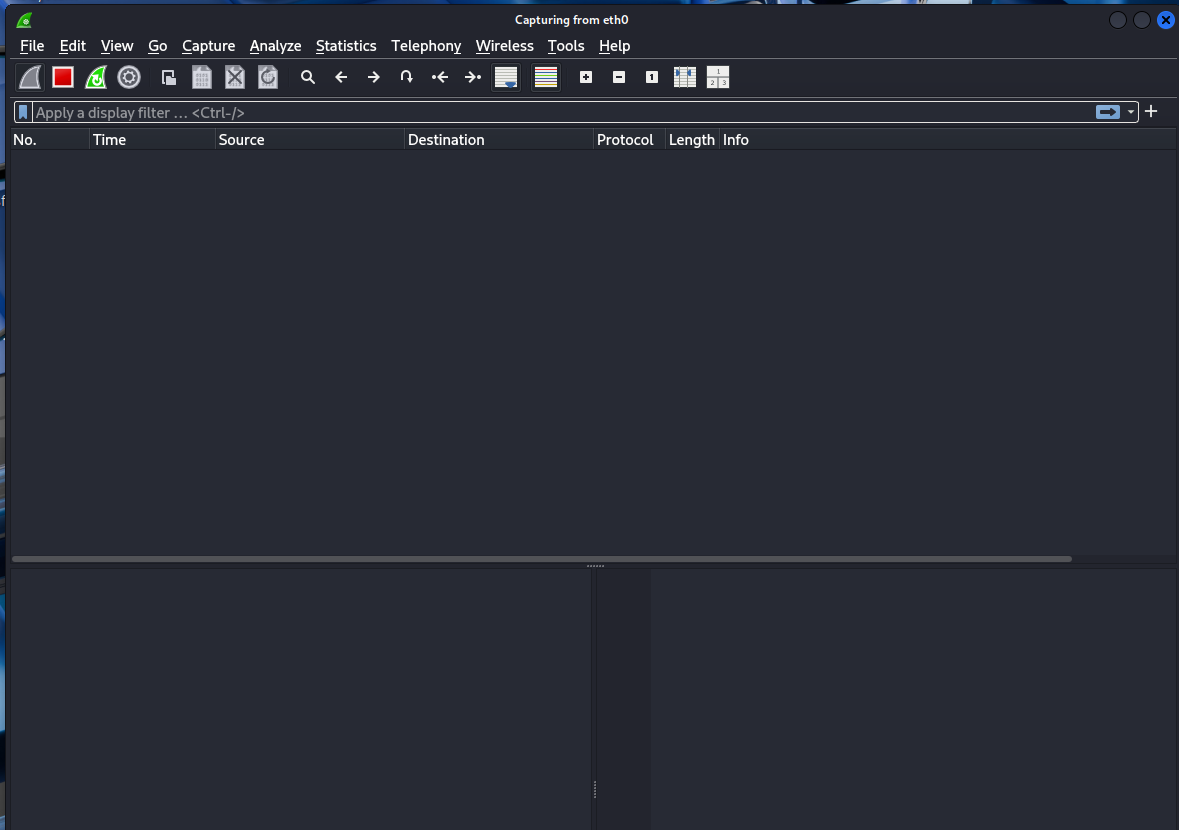 Capturing from eth0
File Edit View Go Capture Analyze Statistics Telephony Wireless Tools Help
Apply a display filter ... <Ctrl-/>
No. Time Source Destination Protocol Length Info